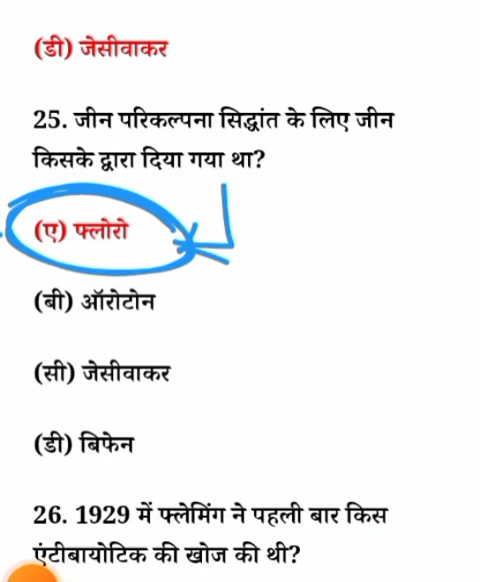 (डी) जेसीवाकर
25. जीन परिकल्पना सिद्धांत के लिए जीन
किसके द्वारा दिया गया था?
(ए) फ्लोरो
(बी) ऑरोटोन
(सी) जेसीवाकर
(डी) बिफेन
26. 1929 में फ्लेमिंग ने पहली बार किस
एंटीबायोटिक की खोज की थी?